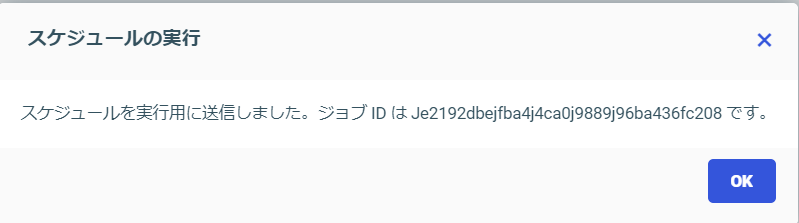 スケジュールの実行
スケジュールを実行用に送信しました。ジョブ ID は Je2192dbejfba4j4ca0j9889j96ba436fc208 です。
OK